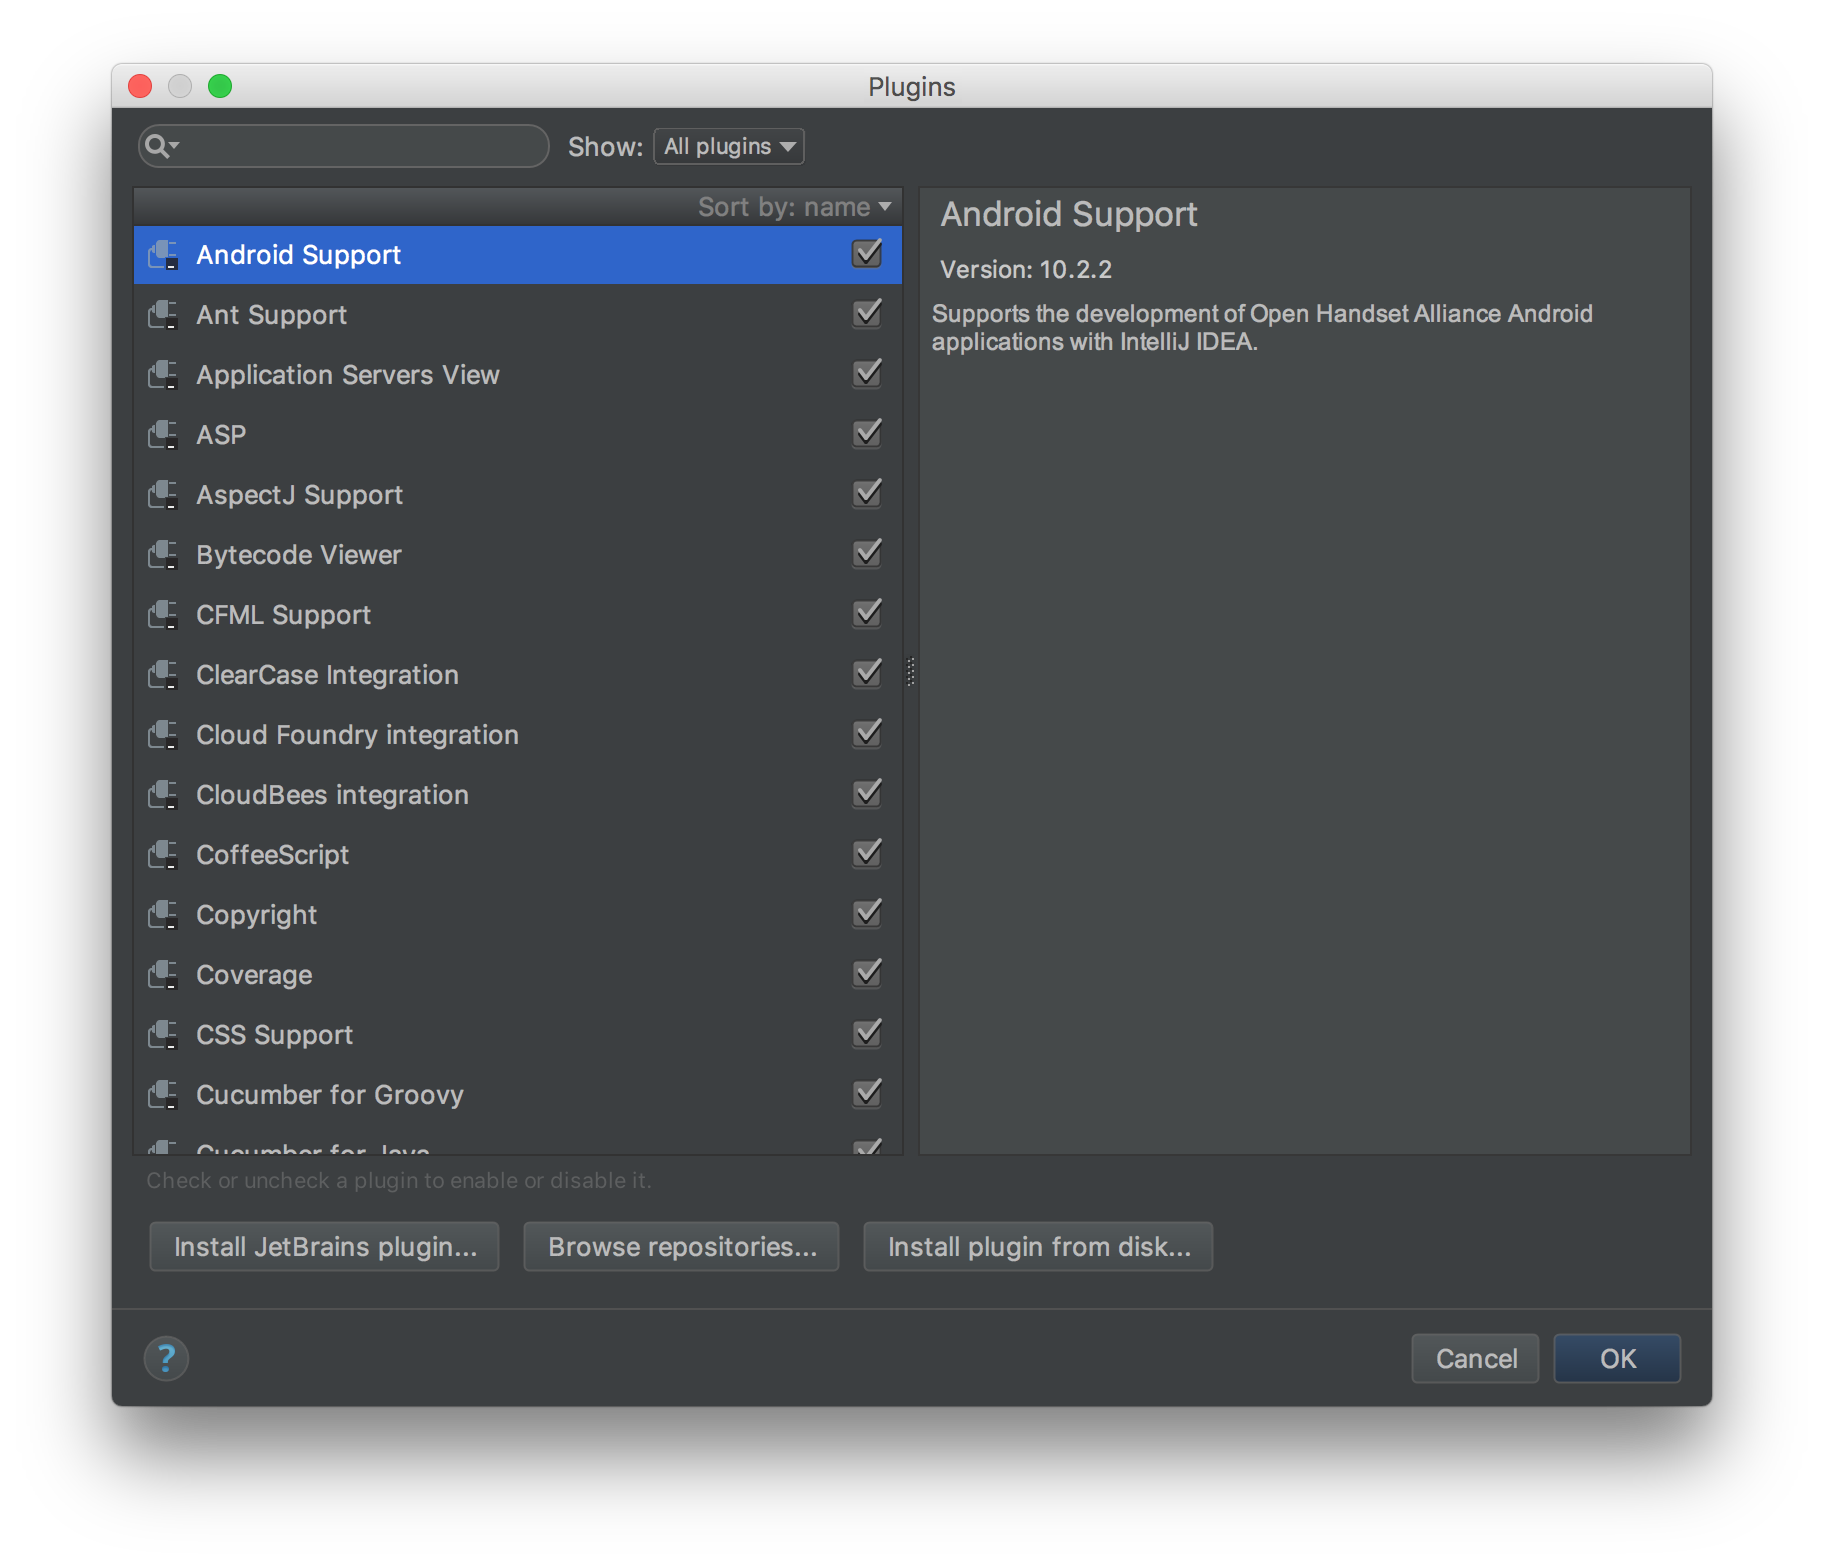 Plugins
Show: All plugins
Sort by: name
Android Support
Ant Support
Application Servers View
ASP
AspectJ Support
Bytecode Viewer
CFML Support
ClearCase Integration
Cloud Foundry integration
CloudBees integration
CoffeeScript
Copyright
Coverage
CSS Support
Cucumber for Groovy
Cucumber for Java
Check or uncheck a plugin to enable or disable it.
Android Support
Version: 10.2.2
Supports the development of Open Handset Alliance Android
applications with IntelliJ IDEA.
Install JetBrains plugin...
Browse repositories...
Install plugin from disk...
?
Cancel
OK